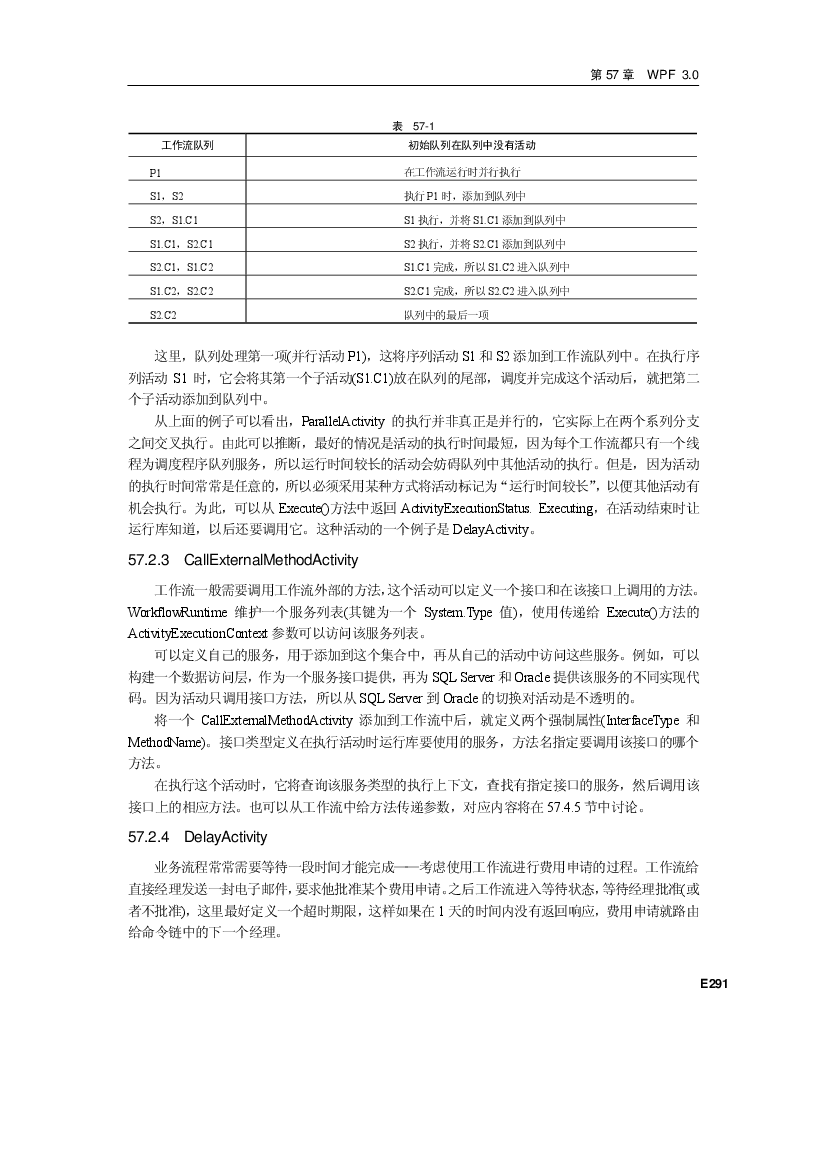 第 57 章 WPF 3.0
表 57-1
工作流队列 初始队列在队列中没有活动
P1 在工作流运行时并行执行
S1，S2 执行 P1 时，添加到队列中
S2，S1.C1 S1 执行，并将 S1.C1 添加到队列中
S1.C1，S2.C1 S2 执行，并将 S2.C1 添加到队列中
S2.C1，S1.C2 S1.C1 完成，所以 S1.C2 进入队列中
S1.C2，S2.C2 S2.C1 完成，所以 S2.C2 进入队列中
S2.C2 队列中的最后一项
这里，队列处理第一项(并行活动 P1)，这将序列活动 S1 和 S2 添加到工作流队列中。在执行序
列活动 S1 时，它会将其第一个子活动(S1.C1)放在队列的尾部，调度并完成这个活动后，就把第二
个子活动添加到队列中。
从上面的例子可以看出，ParallelActivity 的执行并非真正是并行的，它实际上在两个系列分支
之间交叉执行。由此可以推断，最好的情况是活动的执行时间最短，因为每个工作流都只有一个线
程为调度程序队列服务，所以运行时间较长的活动会妨碍队列中其他活动的执行。但是，因为活动
的执行时间常常是任意的，所以必须采用某种方式将活动标记为“运行时间较长”，以便其他活动有
机会执行。为此，可以从 Execute()方法中返回 ActivityExecutionStatus. Executing，在活动结束时让
运行库知道，以后还要调用它。这种活动的一个例子是 DelayActivity。
57.2.3 CallExternalMethodActivity
工作流一般需要调用工作流外部的方法，这个活动可以定义一个接口和在该接口上调用的方法。
WorkflowRuntime 维护一个服务列表(其键为一个 System.Type 值)，使用传递给 Execute()方法的
ActivityExecutionContext 参数可以访问该服务列表。
可以定义自己的服务，用于添加到这个集合中，再从自己的活动中访问这些服务。例如，可以
构建一个数据访问层，作为一个服务接口提供，再为 SQL Server 和 Oracle 提供该服务的不同实现代
码。因为活动只调用接口方法，所以从 SQL Server 到 Oracle 的切换对活动是不透明的。
将一个 CallExternalMethodActivity 添加到工作流中后，就定义两个强制属性(InterfaceType 和
MethodName)。接口类型定义在执行活动时运行库要使用的服务，方法名指定要调用该接口的哪个
方法。
在执行这个活动时，它将查询该服务类型的执行上下文，查找有指定接口的服务，然后调用该
接口上的相应方法。也可以从工作流中给方法传递参数，对应内容将在 57.4.5 节中讨论。
57.2.4 DelayActivity
业务流程常常需要等待一段时间才能完成——考虑使用工作流进行费用申请的过程。工作流给
直接经理发送一封电子邮件，要求他批准某个费用申请。之后工作流进入等待状态，等待经理批准(或
者不批准)，这里最好定义一个超时期限，这样如果在 1 天的时间内没有返回响应，费用申请就路由
给命令链中的下一个经理。
E291